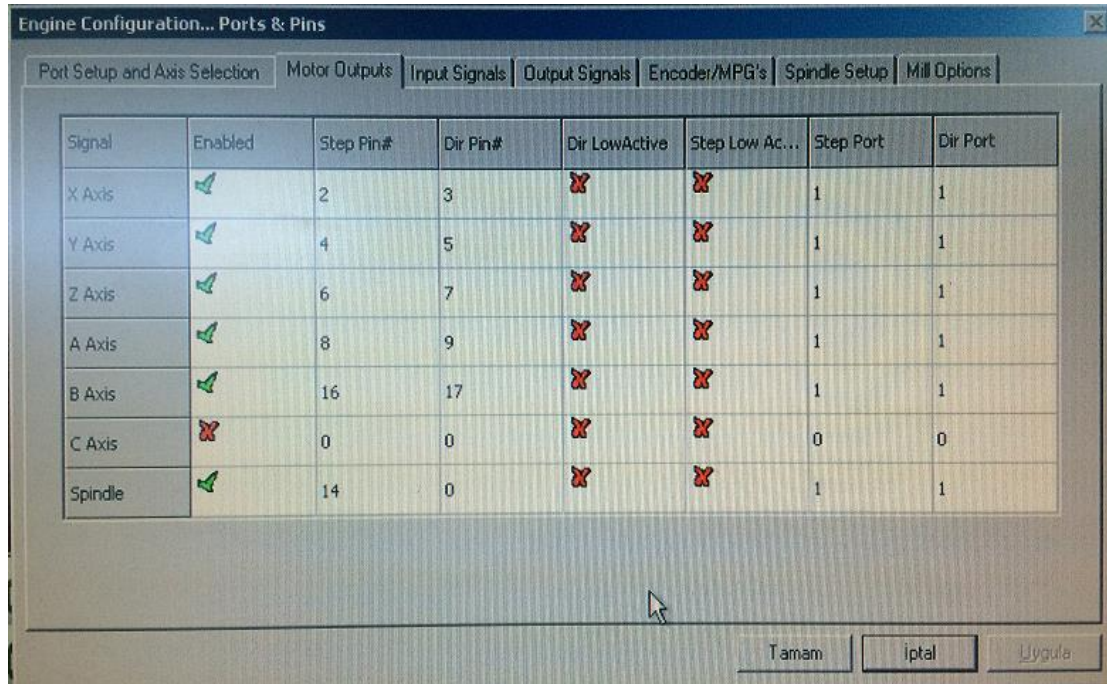 Engine Configuration... Ports & Pins
Port Setup and Axis Selection Motor Outputs Input Signals Output Signals Encoder/MPG's Spindle Setup Mill Options
Signal Enabled Step Pin# Dir Pin# Dir LowActive Step Low Ac... Step Port Dir Port
X Axis 2 3 1 1
Y Axis 4 5 1 1
Z Axis 6 7 1 1
A Axis 8 9 1 1
B Axis 16 17 1 1
C Axis 0 0 0 0
Spindle 14 0 1 1
Tamam İptal Uygula